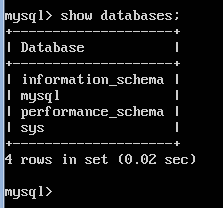 mysql> show databases;
+--------------------+
| Database           |
+--------------------+
| information_schema |
| mysql              |
| performance_schema |
| sys                |
+--------------------+
4 rows in set (0.02 sec)
mysql>